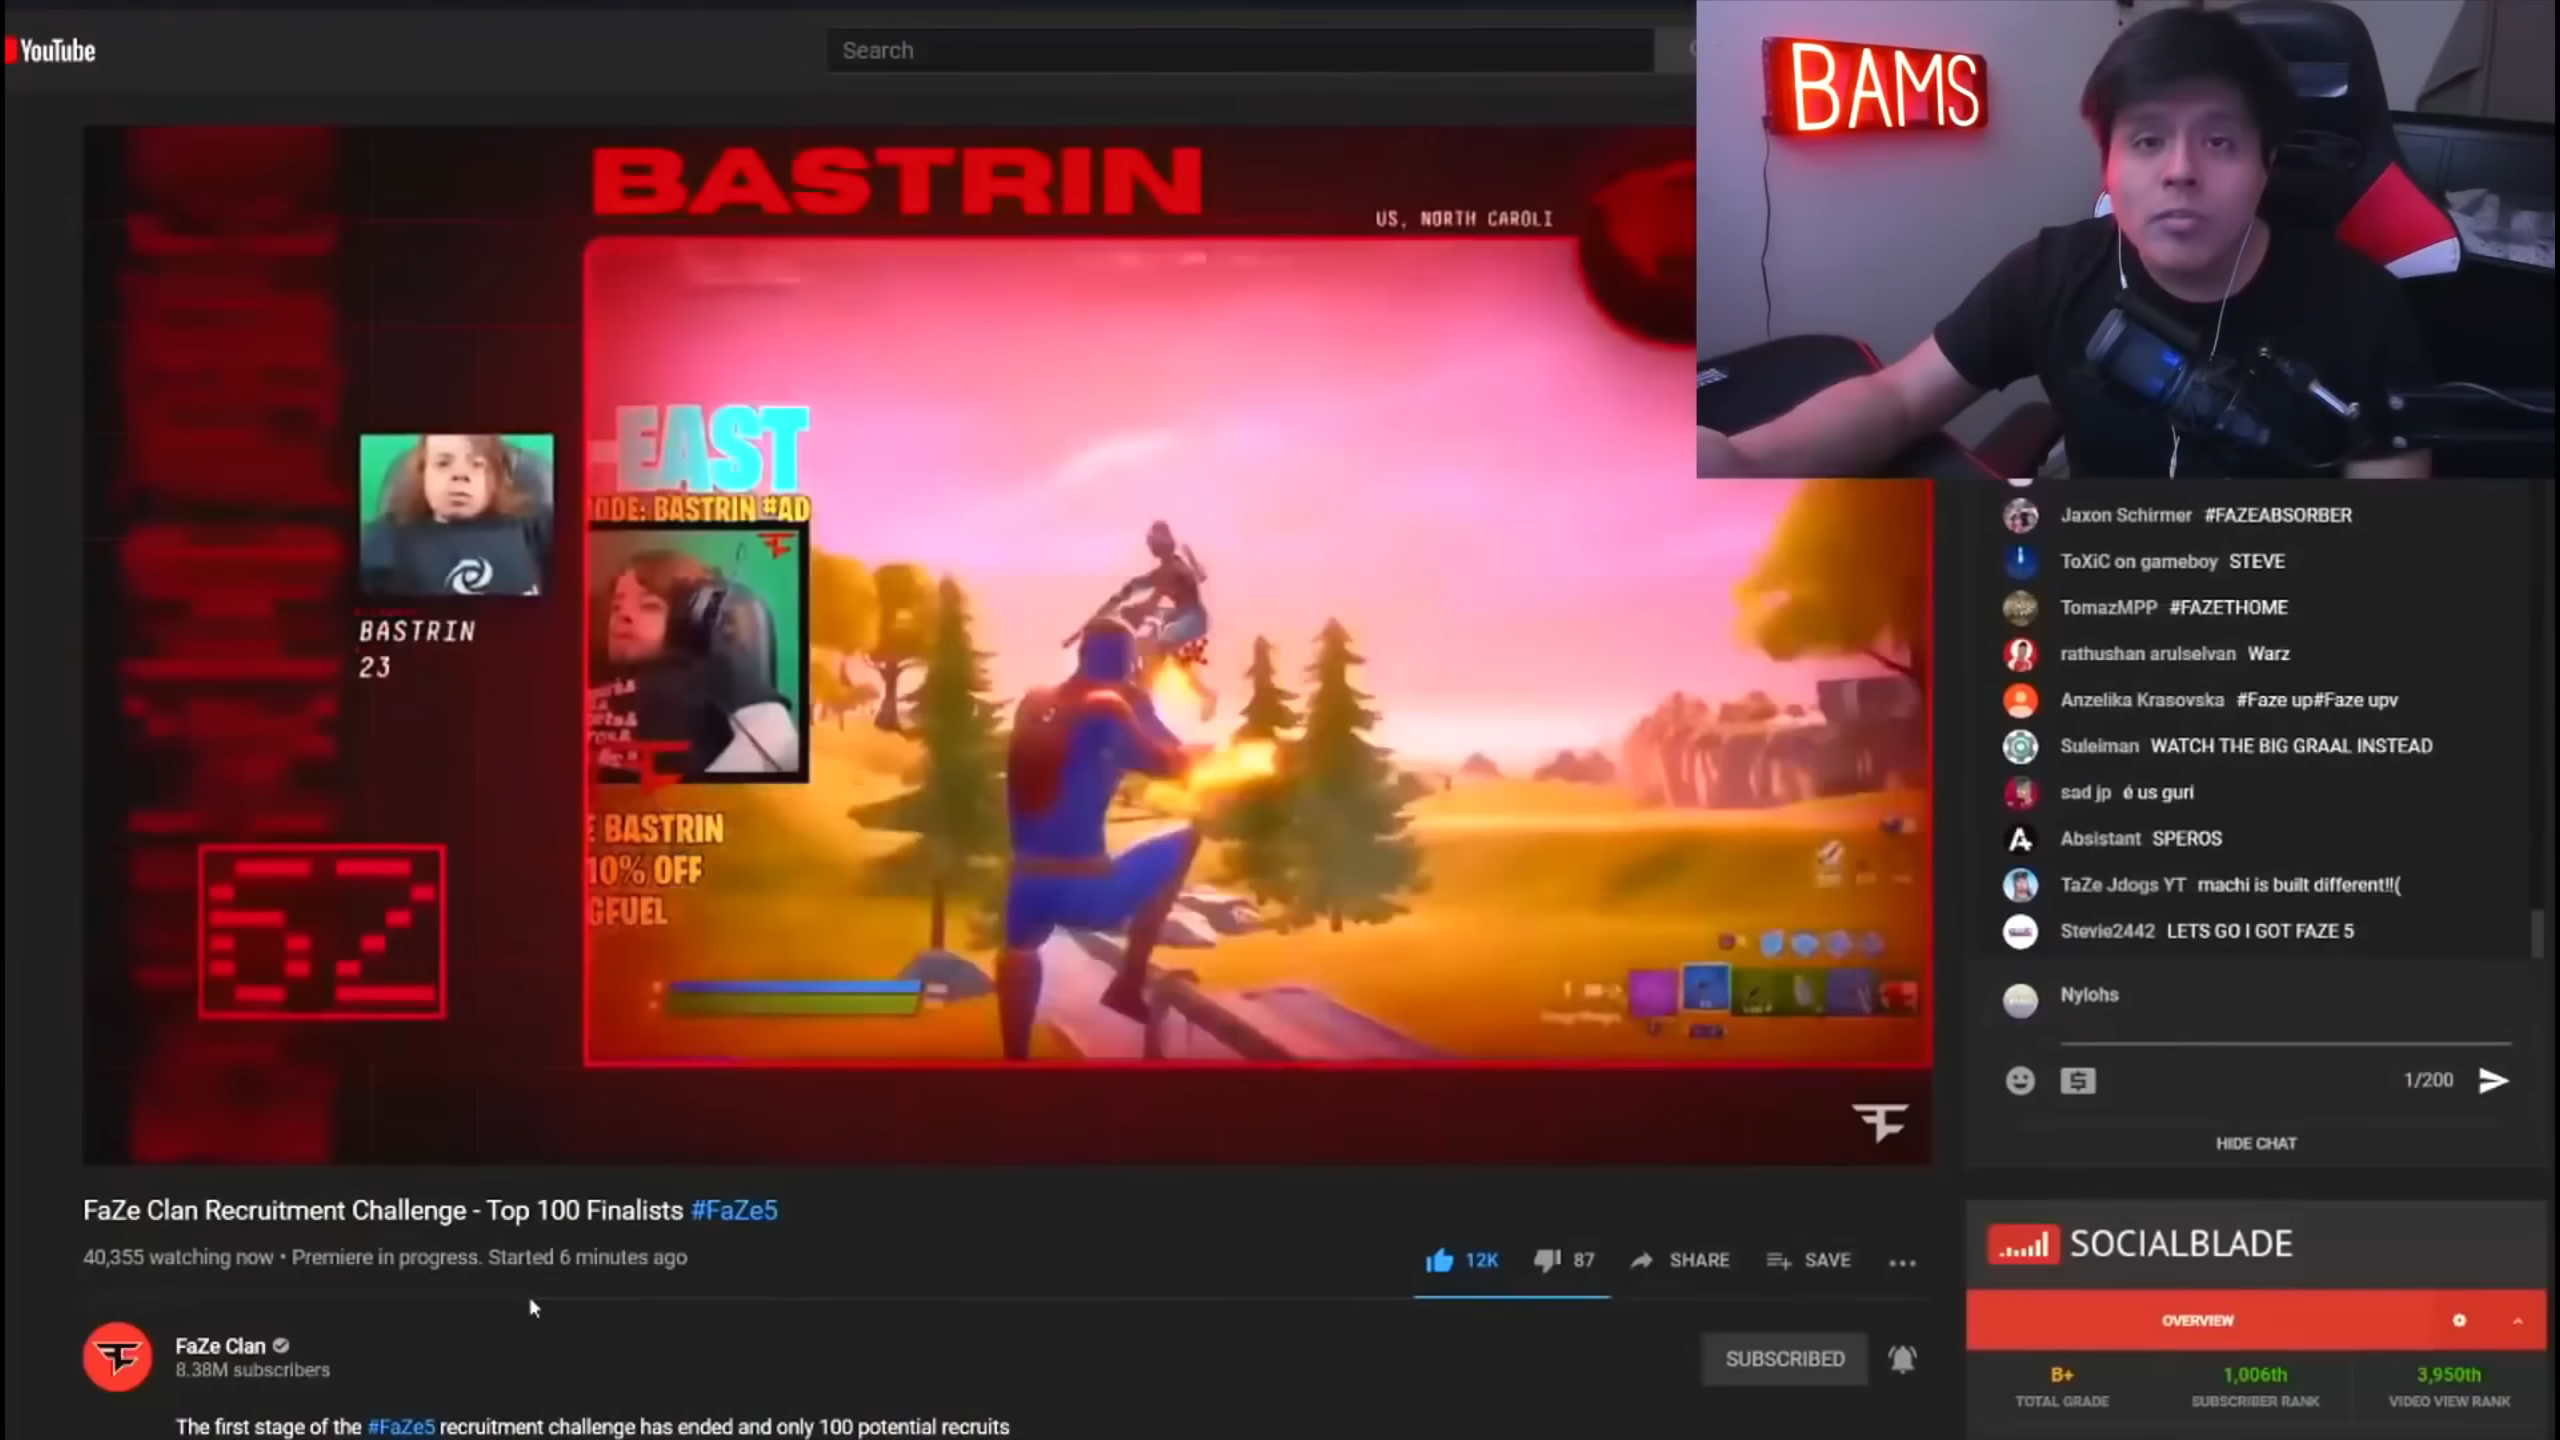 YouTube
Search
BAMS
BASTRIN
US, NORTH CAROLI
EAST
ODE: BASTRIN #AD
BASTRIN
23
E BASTRIN
10% OFF
GFUEL
62
Jaxon Schirmer #FAZEABSORBER
ToXiC on gameboy STEVE
TomazMPP #FAZETHOME
rathushan arulselvan Warz
Anzelika Krasovska #Faze up#Faze upv
Suleiman WATCH THE BIG GRAAL INSTEAD
sad jp é us guri
Absistant SPEROS
TaZe Jdogs YT machi is built different!!(
Stevie2442 LETS GO I GOT FAZE 5
Nylohs
1/200
HIDE CHAT
FaZe Clan Recruitment Challenge - Top 100 Finalists #FaZe5
40,355 watching now • Premiere in progress. Started 6 minutes ago
12K 87 SHARE SAVE
FaZe Clan
8.38M subscribers
SUBSCRIBED
The first stage of the #FaZe5 recruitment challenge has ended and only 100 potential recruits
SOCIALBLADE
OVERVIEW
B+ 1,006th 3,950th
TOTAL GRADE SUBSCRIBER RANK VIDEO VIEW RANK